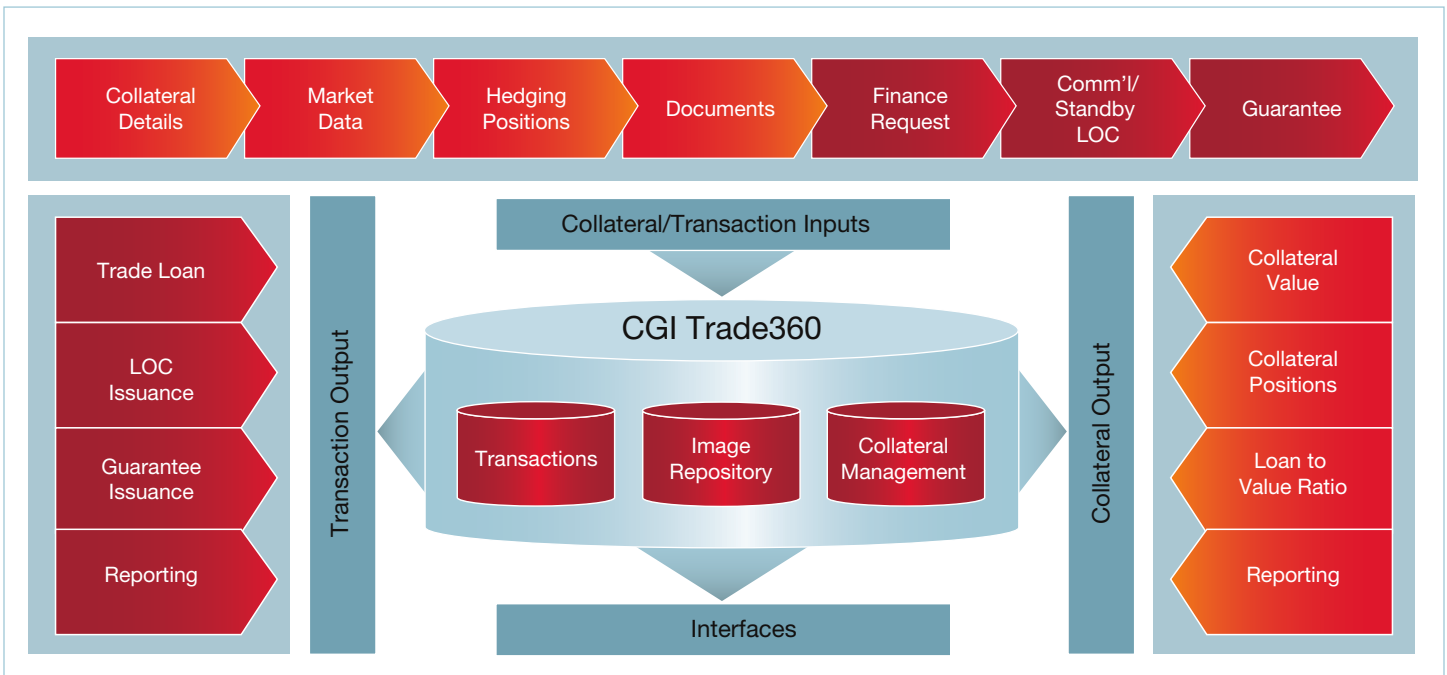 Collateral
Details
Market
Data
Hedging
Positions
Documents
Finance
Request
Comm'l/
Standby
LOC
Guarantee
Trade Loan
LOC
Issuance
Guarantee
Issuance
Reporting
Transaction Output
Collateral/Transaction Inputs
CGI Trade360
Transactions
Image
Repository
Collateral
Management
Interfaces
Collateral Output
Collateral
Value
Collateral
Positions
Loan to
Value Ratio
Reporting